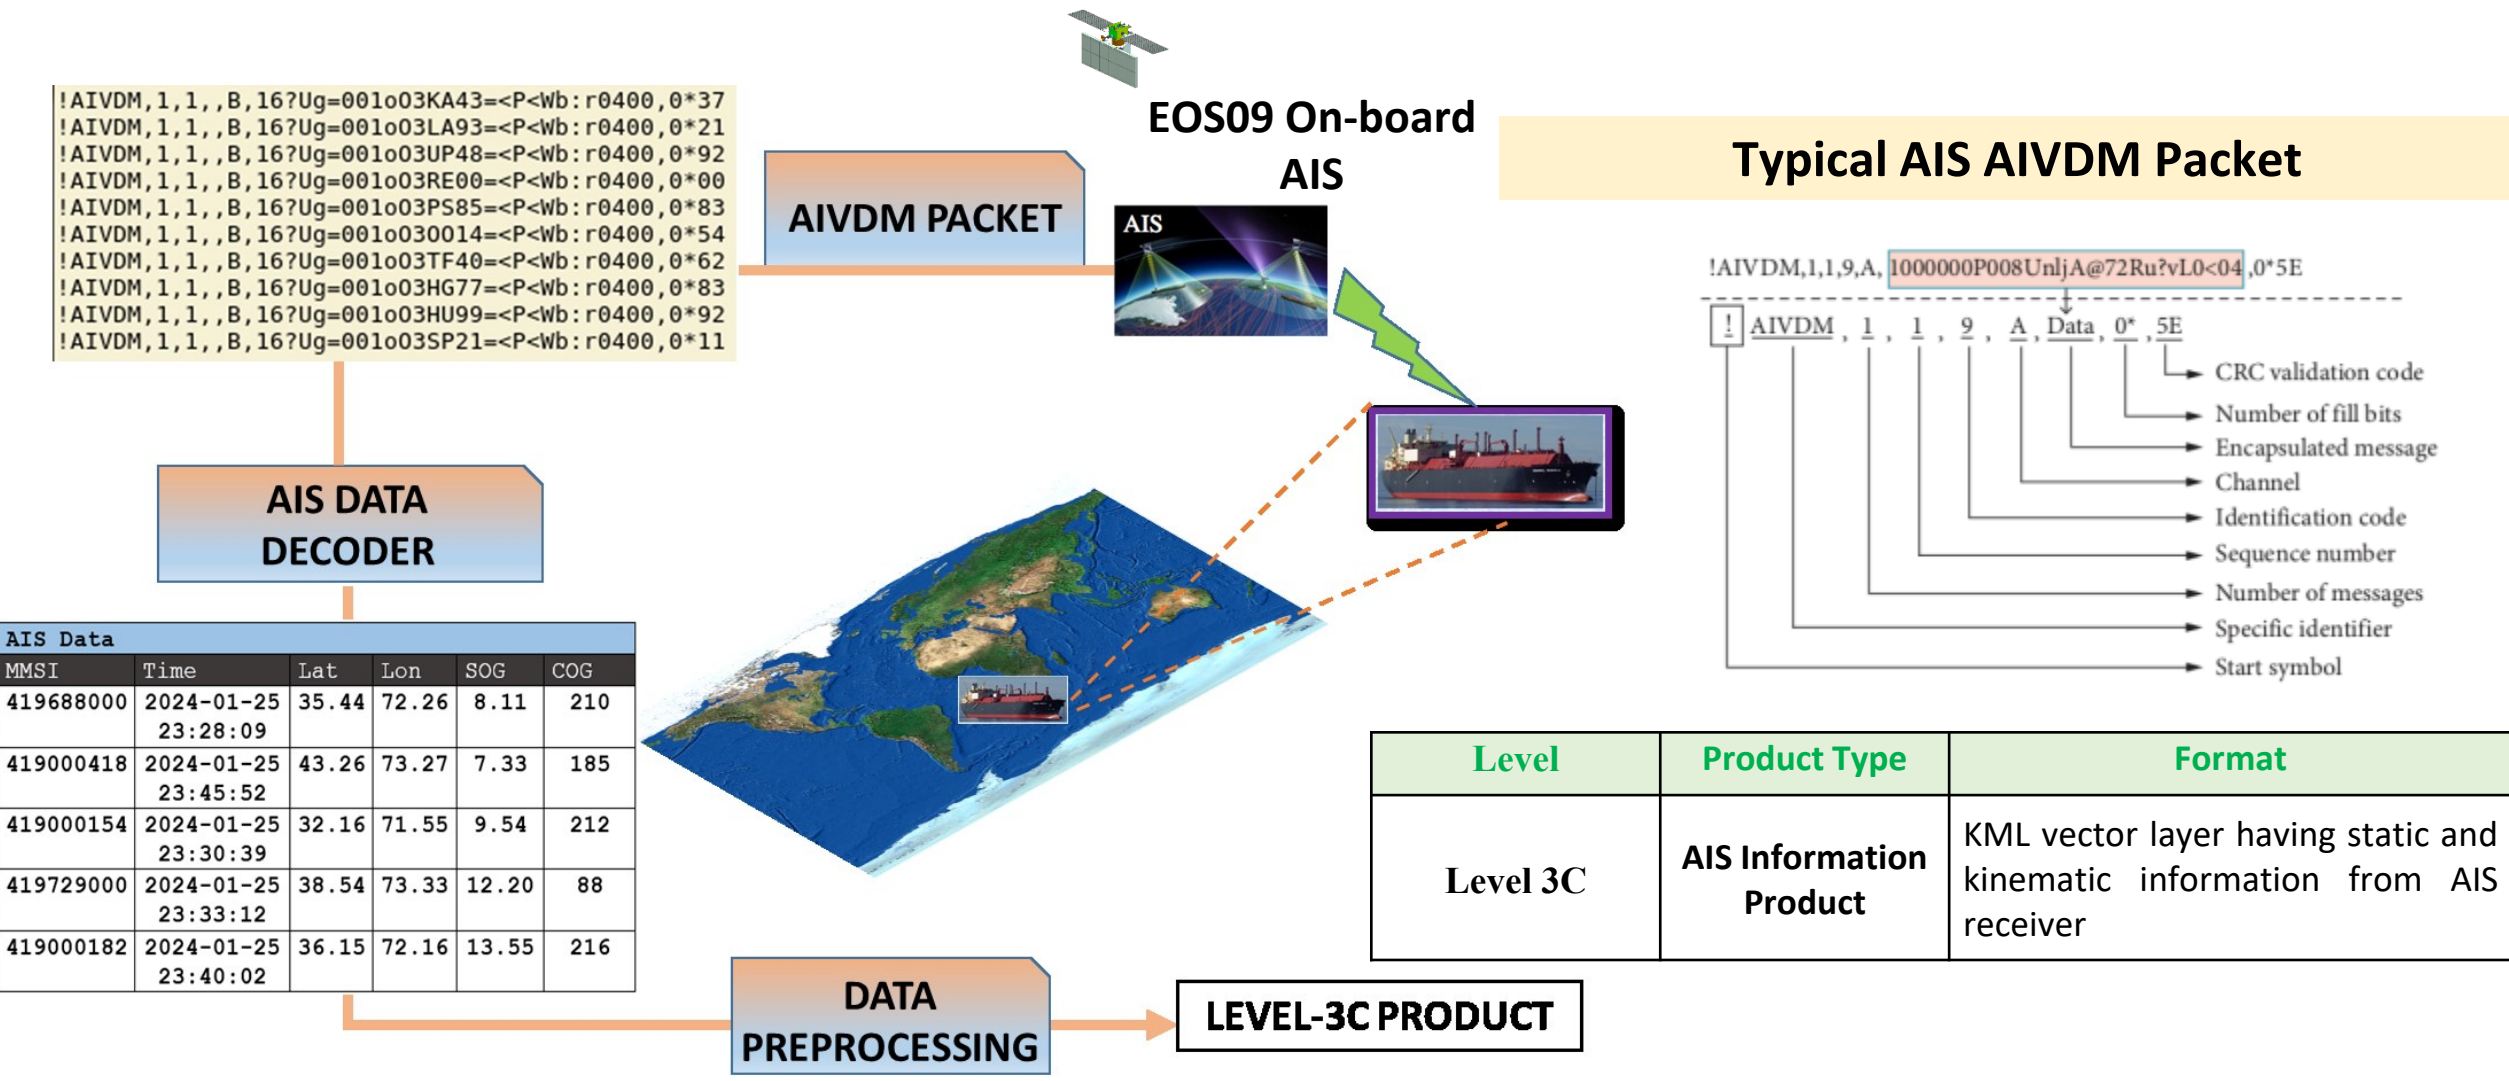 !AIVDM,1,1,,B,16?Ug=001oO3KA43=<P<Wb:r0400,0*37
!AIVDM,1,1,,B,16?Ug=001oO3LA93=<P<Wb:r0400,0*21
!AIVDM,1,1,,B,16?Ug=001oO3UP48=<P<Wb:r0400,0*92
!AIVDM,1,1,,B,16?Ug=001oO3RE00=<P<Wb:r0400,0*00
!AIVDM,1,1,,B,16?Ug=001oO3PS85=<P<Wb:r0400,0*83
!AIVDM,1,1,,B,16?Ug=001oO3OO14=<P<Wb:r0400,0*54
!AIVDM,1,1,,B,16?Ug=001oO3TF40=<P<Wb:r0400,0*62
!AIVDM,1,1,,B,16?Ug=001oO3HG77=<P<Wb:r0400,0*83
!AIVDM,1,1,,B,16?Ug=001oO3HU99=<P<Wb:r0400,0*92
!AIVDM,1,1,,B,16?Ug=001oO3SP21=<P<Wb:r0400,0*11
AIVDM PACKET
EOS09 On-board
AIS
AIS
Typical AIS AIVDM Packet
!AIVDM,1,1,9,A, 1000000P008UnljA@72Ru?vL0<04 ,0*5E
! AIVDM , 1 , 1 , 9 , A , Data , 0* , 5E
CRC validation code
Number of fill bits
Encapsulated message
Channel
Identification code
Sequence number
Number of messages
Specific identifier
Start symbol
AIS DATA
DECODER
AIS Data
MMSI Time Lat Lon SOG COG
419688000 2024-01-25 35.44 72.26 8.11 210
23:28:09
419000418 2024-01-25 43.26 73.27 7.33 185
23:45:52
419000154 2024-01-25 32.16 71.55 9.54 212
23:30:39
419729000 2024-01-25 38.54 73.33 12.20 88
23:33:12
419000182 2024-01-25 36.15 72.16 13.55 216
23:40:02
DATA
PREPROCESSING
LEVEL-3C PRODUCT
Level Product Type Format
Level 3C
AIS Information
Product
KML vector layer having static and
kinematic information from AIS
receiver